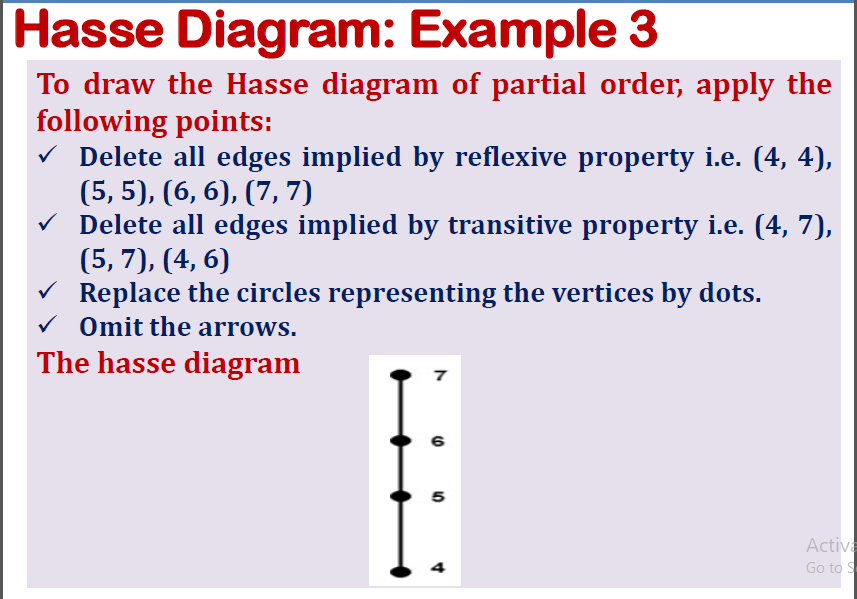 Hasse Diagram: Example 3
To draw the Hasse diagram of partial order, apply the
following points:
✓ Delete all edges implied by reflexive property i.e. (4, 4),
(5, 5), (6, 6), (7, 7)
✓ Delete all edges implied by transitive property i.e. (4, 7),
(5, 7), (4, 6)
✓ Replace the circles representing the vertices by dots.
✓ Omit the arrows.
The hasse diagram
7
6
5
4
Activa
Go to S